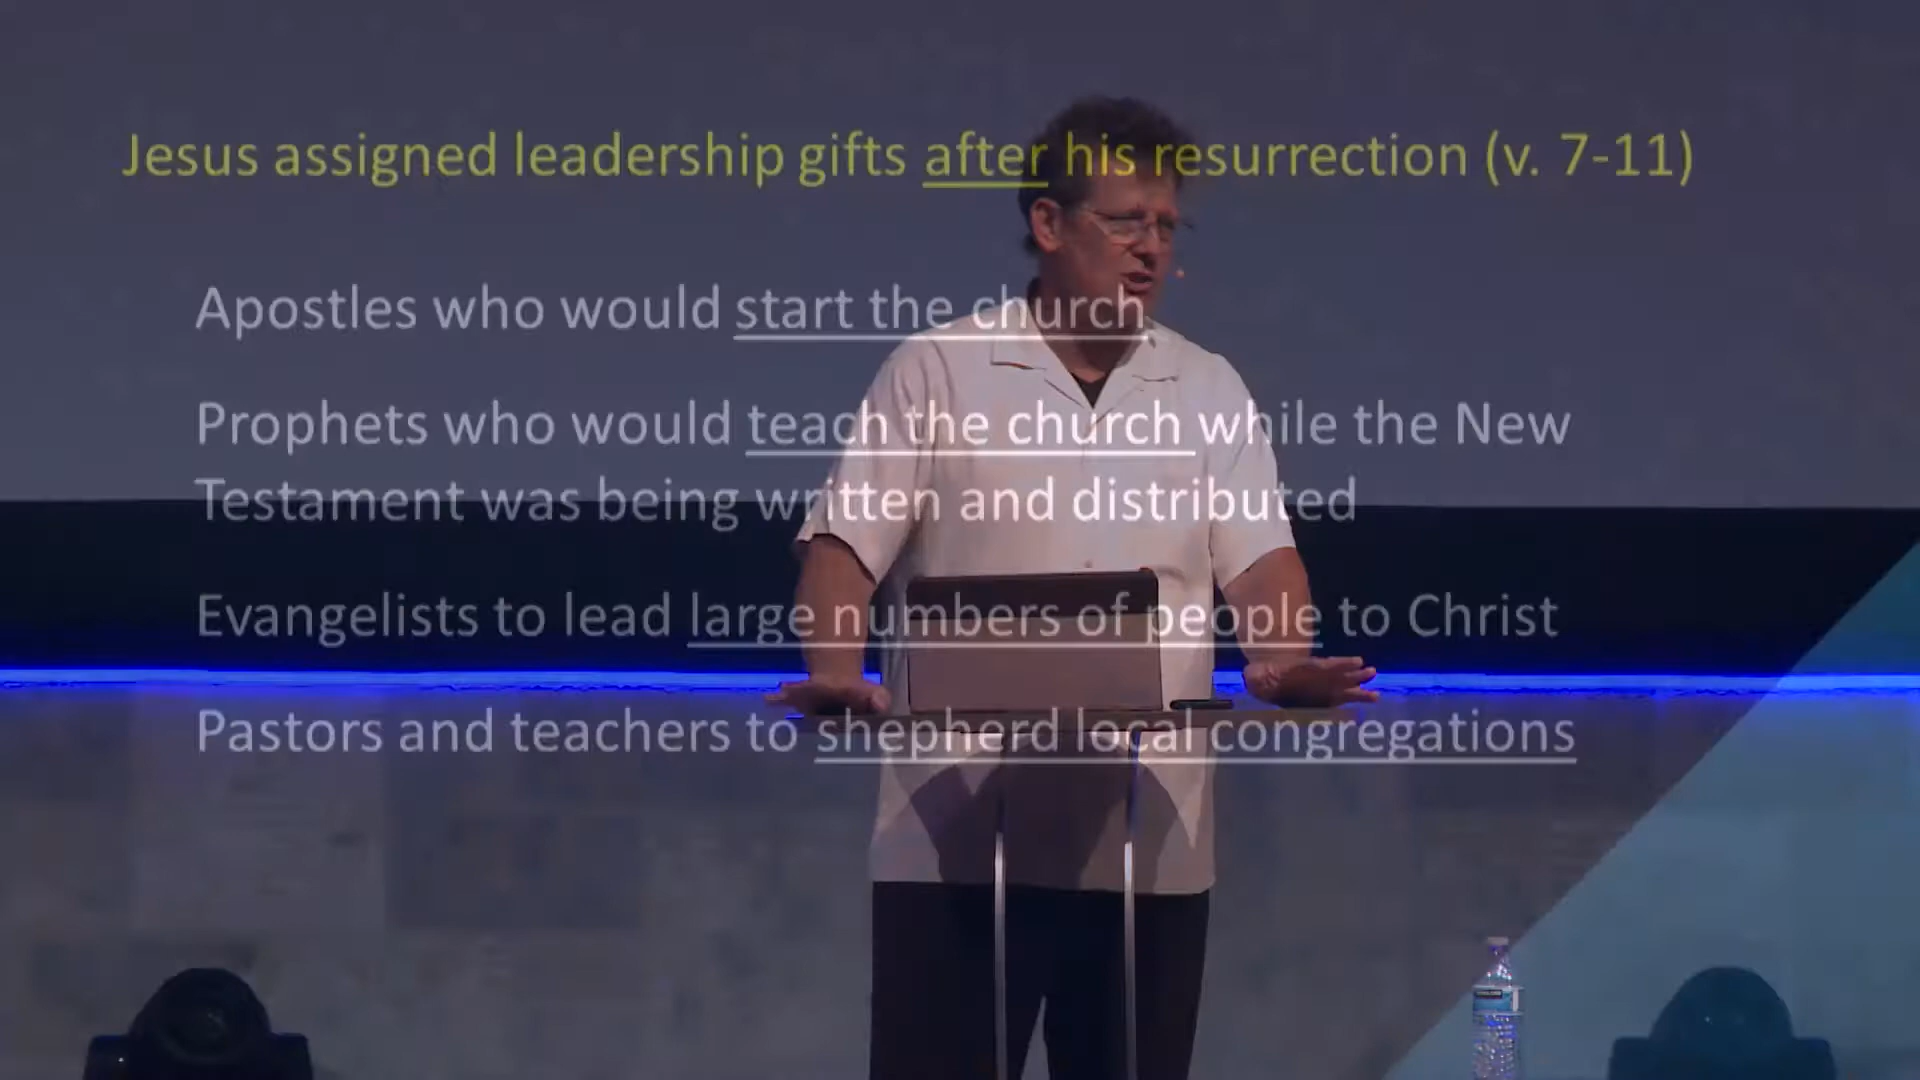 Jesus assigned leadership gifts after his resurrection (v. 7-11)
Apostles who would start the church
Prophets who would teach the church while the New
Testament was being written and distributed
Evangelists to lead large numbers of people to Christ
Pastors and teachers to shepherd local congregations